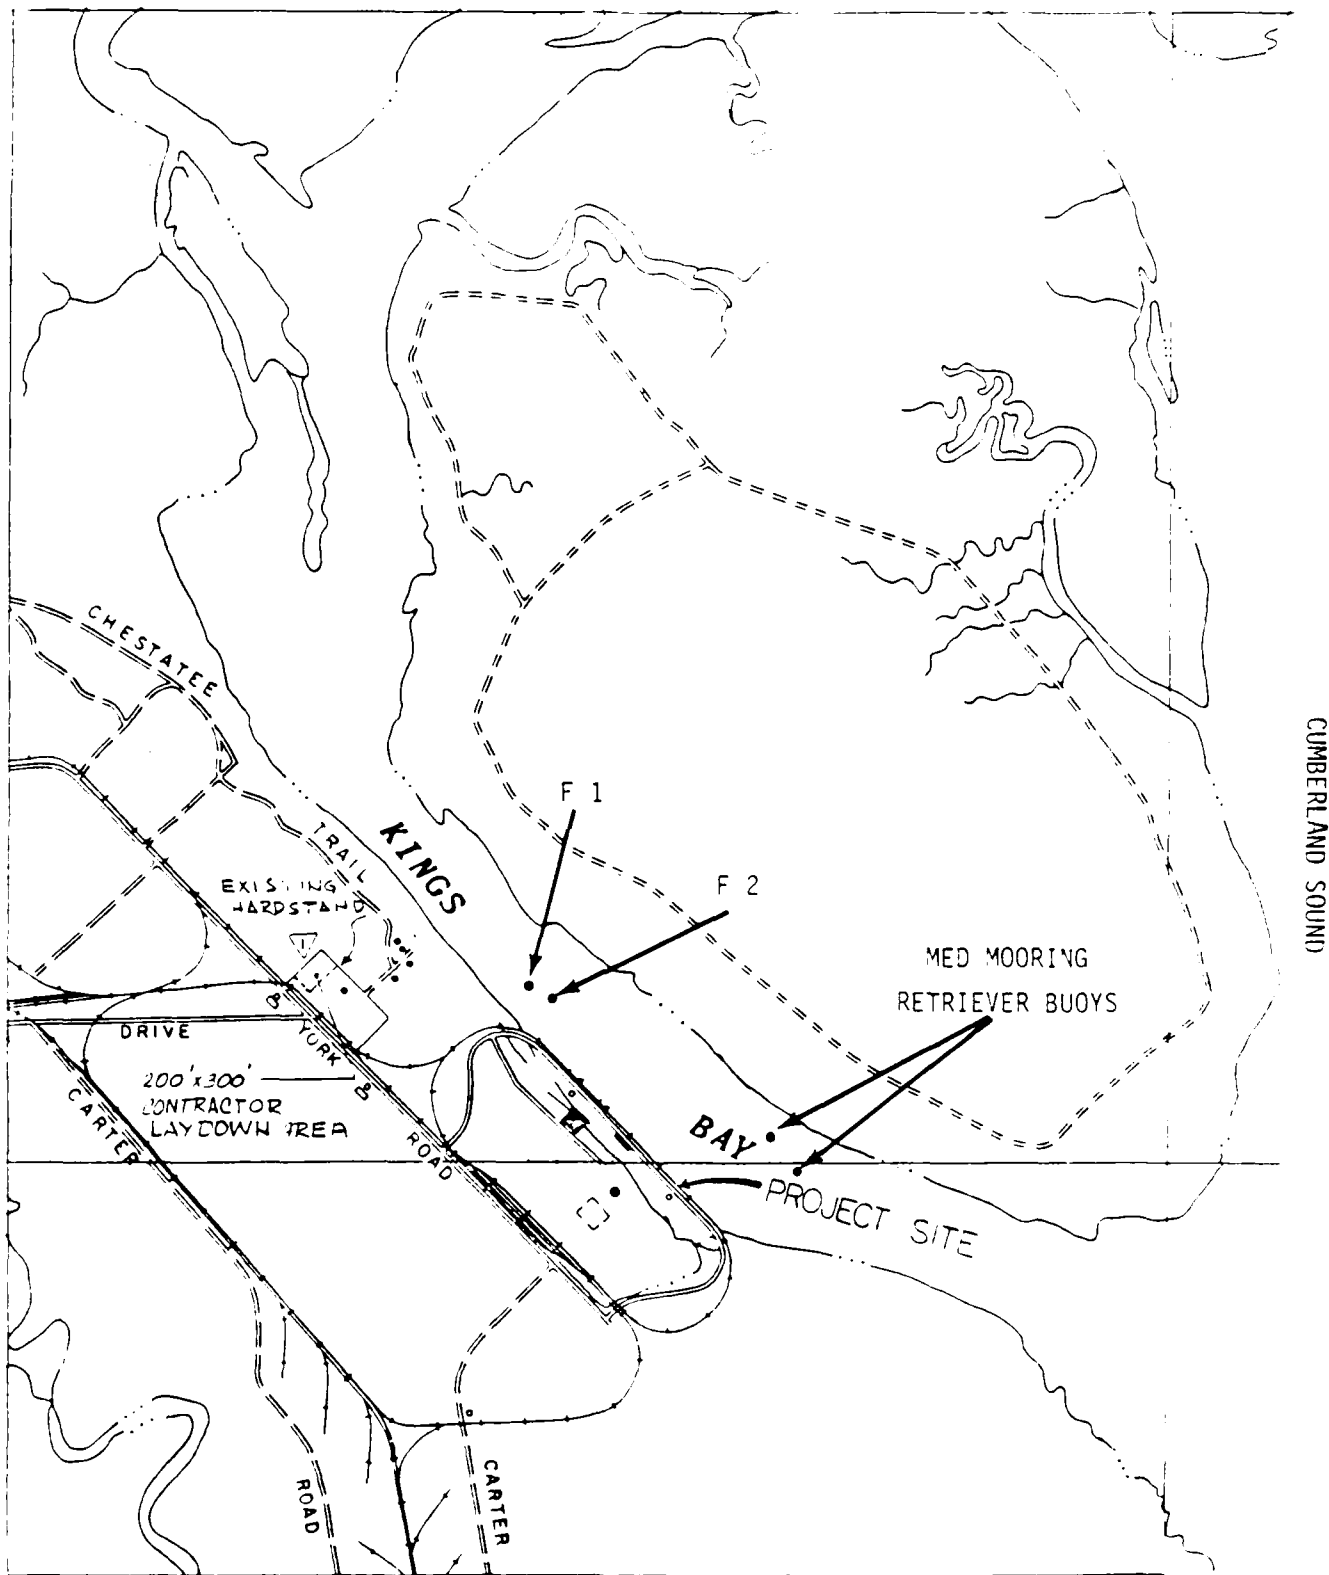 S
CHESTATEE
TRAIL
KINGS
F 1
F 2
EXISTING
HARDSTAND
1
MED MOORING
RETRIEVER BUOYS
CUMBERLAND SOUND
DRIVE
YORK
ROAD
200'x300'
CONTRACTOR
LAYDOWN AREA
CARTER
BAY
PROJECT SITE
ROAD
CARTER